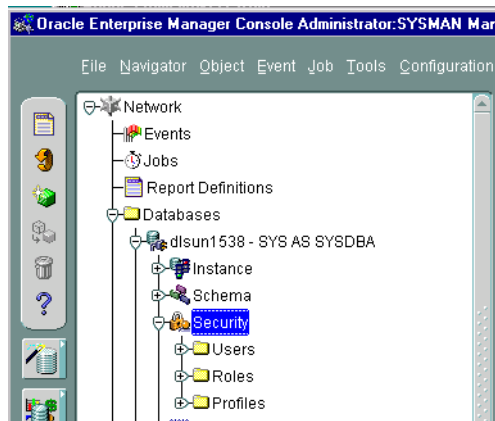 Oracle Enterprise Manager Console Administrator:SYSMAN Mar
File Navigator Object Event Job Tools Configuration
Network
Events
Jobs
Report Definitions
Databases
dlsun1538 - SYS AS SYSDBA
Instance
Schema
Security
Users
Roles
Profiles